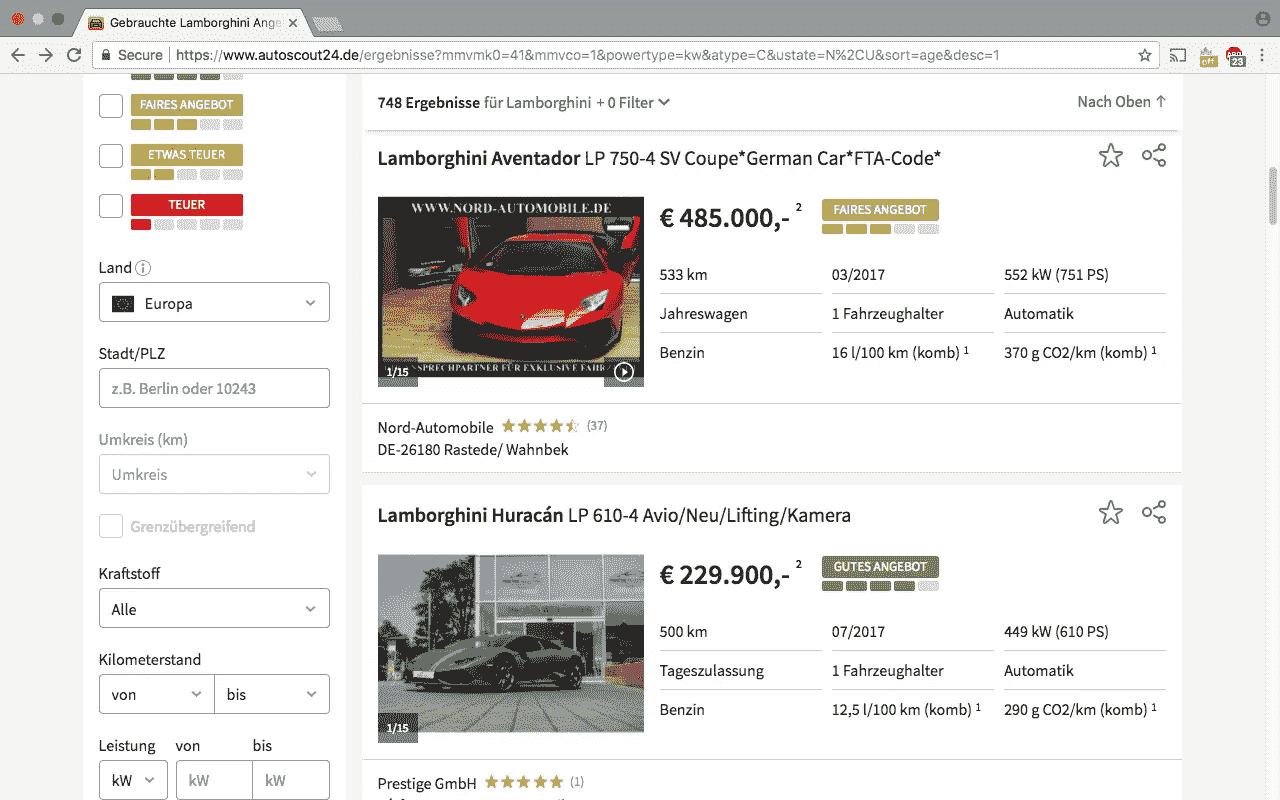 Gebrauchte Lamborghini Ange
Secure
https://www.autoscout24.de/ergebnisse?mmvmk0=41&mmvco=1&powertype=kw&atype=C&ustate=N%2CU&sort=age&desc=1
off
23
FAIRES ANGEBOT
ETWAS TEUER
TEUER
Land
Europa
Stadt/PLZ
z.B. Berlin oder 10243
Umkreis (km)
Umkreis
Grenzübergreifend
Kraftstoff
Alle
Kilometerstand
von
bis
Leistung
von
bis
kW
kW
kW
748 Ergebnisse für Lamborghini + 0 Filter
Nach Oben ↑
Lamborghini Aventador LP 750-4 SV Coupe*German Car*FTA-Code*
WWW.NORD-AUTOMOBILE.DE
1/15
SPRECHPARTNER FÜR EXKLUSIVE FAHR
€ 485.000,- 2
FAIRES ANGEBOT
533 km
03/2017
552 kW (751 PS)
Jahreswagen
1 Fahrzeughalter
Automatik
Benzin
16 l/100 km (komb) 1
370 g CO2/km (komb) 1
Nord-Automobile
(37)
DE-26180 Rastede/ Wahnbek
Lamborghini Huracán LP 610-4 Avio/Neu/Lifting/Kamera
1/15
€ 229.900,- 2
GUTES ANGEBOT
500 km
07/2017
449 kW (610 PS)
Tageszulassung
1 Fahrzeughalter
Automatik
Benzin
12,5 l/100 km (komb) 1
290 g CO2/km (komb) 1
Prestige GmbH
(1)